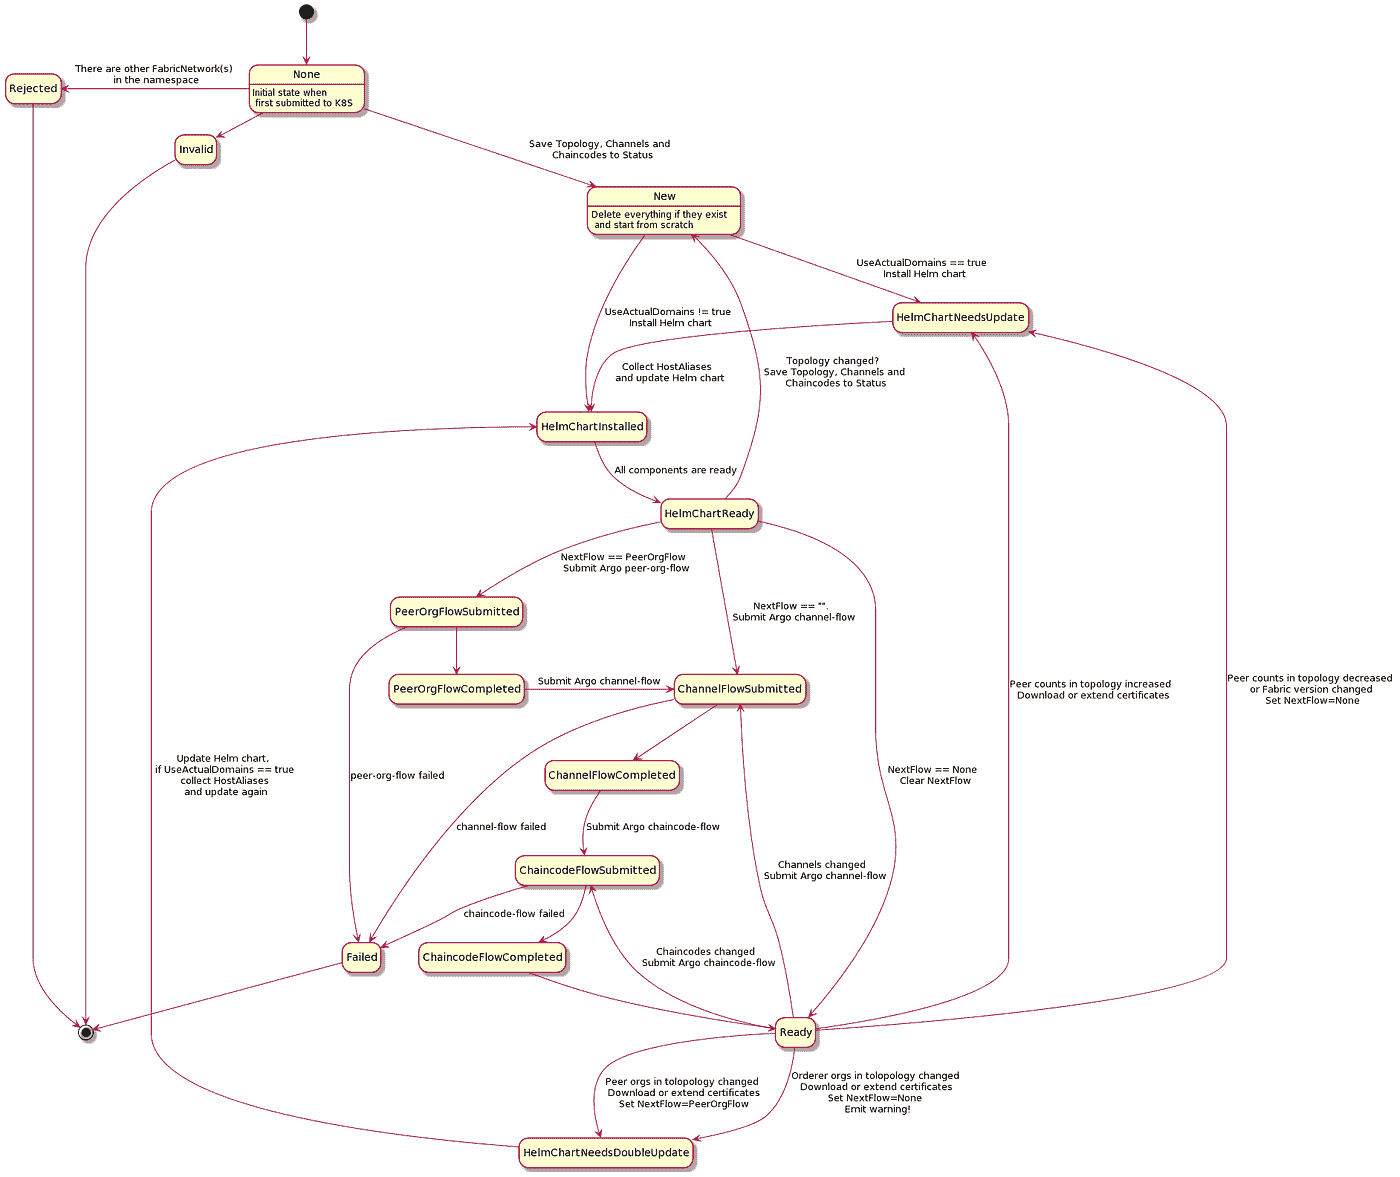 There are other FabricNetwork(s)
in the namespace
Rejected
None
Initial state when
first submitted to K8S
Invalid
Save Topology, Channels and
Chaincodes to Status
New
Delete everything if they exist
and start from scratch
UseActualDomains == true
Install Helm chart
HelmChartNeedsUpdate
UseActualDomains != true
Install Helm chart
Collect HostAliases
and update Helm chart
Topology changed?
Save Topology, Channels and
Chaincodes to Status
HelmChartInstalled
All components are ready
HelmChartReady
NextFlow == PeerOrgFlow
Submit Argo peer-org-flow
PeerOrgFlowSubmitted
NextFlow == "".
Submit Argo channel-flow
PeerOrgFlowCompleted
Submit Argo channel-flow
ChannelFlowSubmitted
Peer counts in topology increased
Download or extend certificates
Peer counts in topology decreased
or Fabric version changed
Set NextFlow=None
Update Helm chart,
if UseActualDomains == true
collect HostAliases
and update again
peer-org-flow failed
ChannelFlowCompleted
NextFlow == None
Clear NextFlow
channel-flow failed
Submit Argo chaincode-flow
ChaincodeFlowSubmitted
Channels changed
Submit Argo channel-flow
chaincode-flow failed
Failed
ChaincodeFlowCompleted
Chaincodes changed
Submit Argo chaincode-flow
Ready
Peer orgs in tolopology changed
Download or extend certificates
Set NextFlow=PeerOrgFlow
Orderer orgs in tolopology changed
Download or extend certificates
Set NextFlow=None
Emit warning!
HelmChartNeedsDoubleUpdate